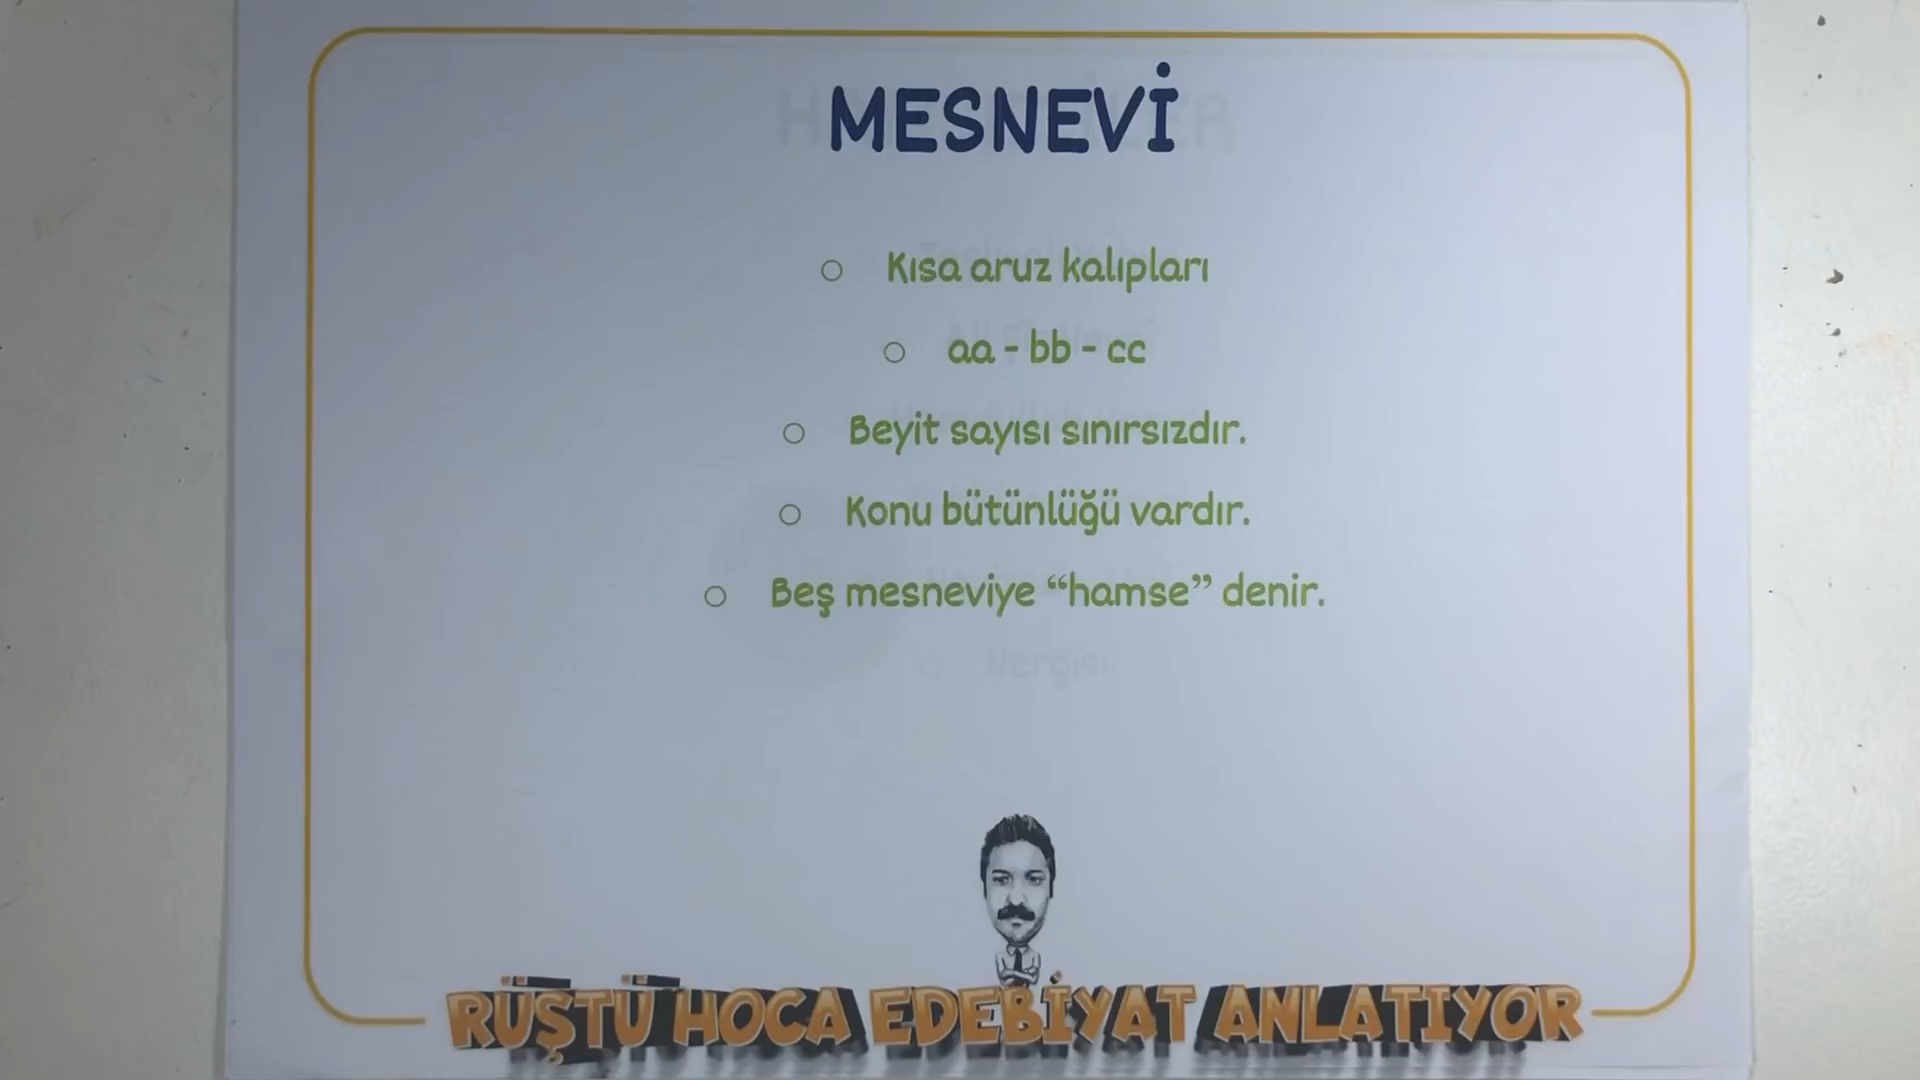 MESNEVİ
Kısa aruz kalıpları
aa - bb - cc
Beyit sayısı sınırsızdır.
Konu bütünlüğü vardır.
Beş mesneviye “hamse” denir.
Nergisi
RÜŞTÜ HOCA EDEBİYAT ANLATIYOR